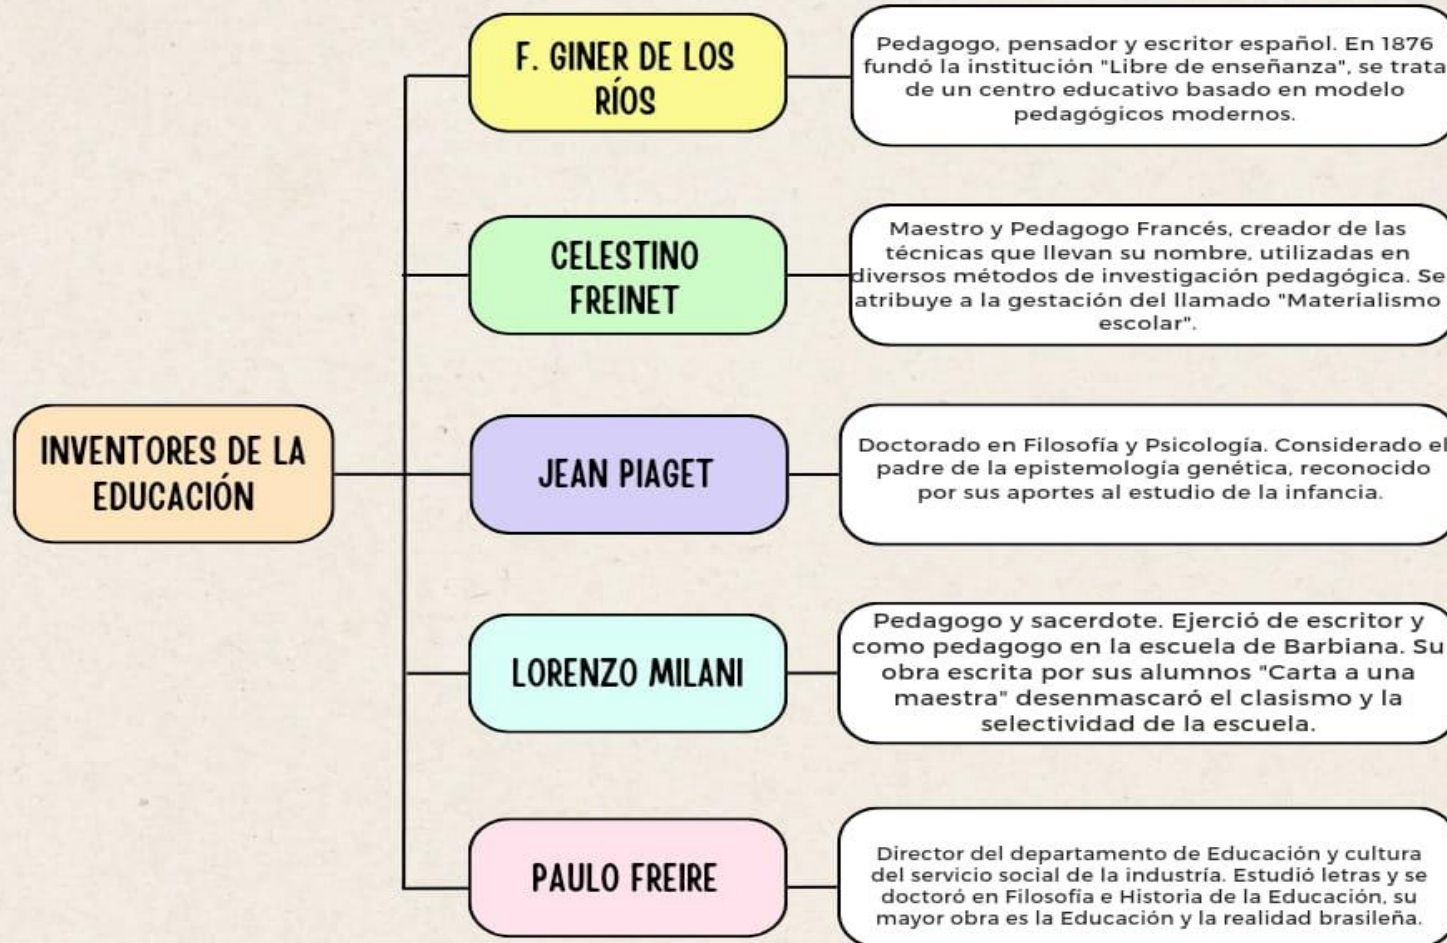 INVENTORES DE LA
EDUCACIÓN
F. GINER DE LOS
RÍOS
Pedagogo, pensador y escritor español. En 1876
fundó la institución "Libre de enseñanza", se trata
de un centro educativo basado en modelo
pedagógicos modernos.
CELESTINO
FREINET
Maestro y Pedagogo Francés, creador de las
técnicas que llevan su nombre, utilizadas en
diversos métodos de investigación pedagógica. Se
atribuye a la gestación del llamado "Materialismo
escolar".
JEAN PIAGET
Doctorado en Filosofía y Psicología. Considerado el
padre de la epistemología genética, reconocido
por sus aportes al estudio de la infancia.
LORENZO MILANI
Pedagogo y sacerdote. Ejerció de escritor y
como pedagogo en la escuela de Barbiana. Su
obra escrita por sus alumnos "Carta a una
maestra" desenmascaró el clasismo y la
selectividad de la escuela.
PAULO FREIRE
Director del departamento de Educación y cultura
del servicio social de la industría. Estudió letras y se
doctoró en Filosofía e Historia de la Educación, su
mayor obra es la Educación y la realidad brasileña.